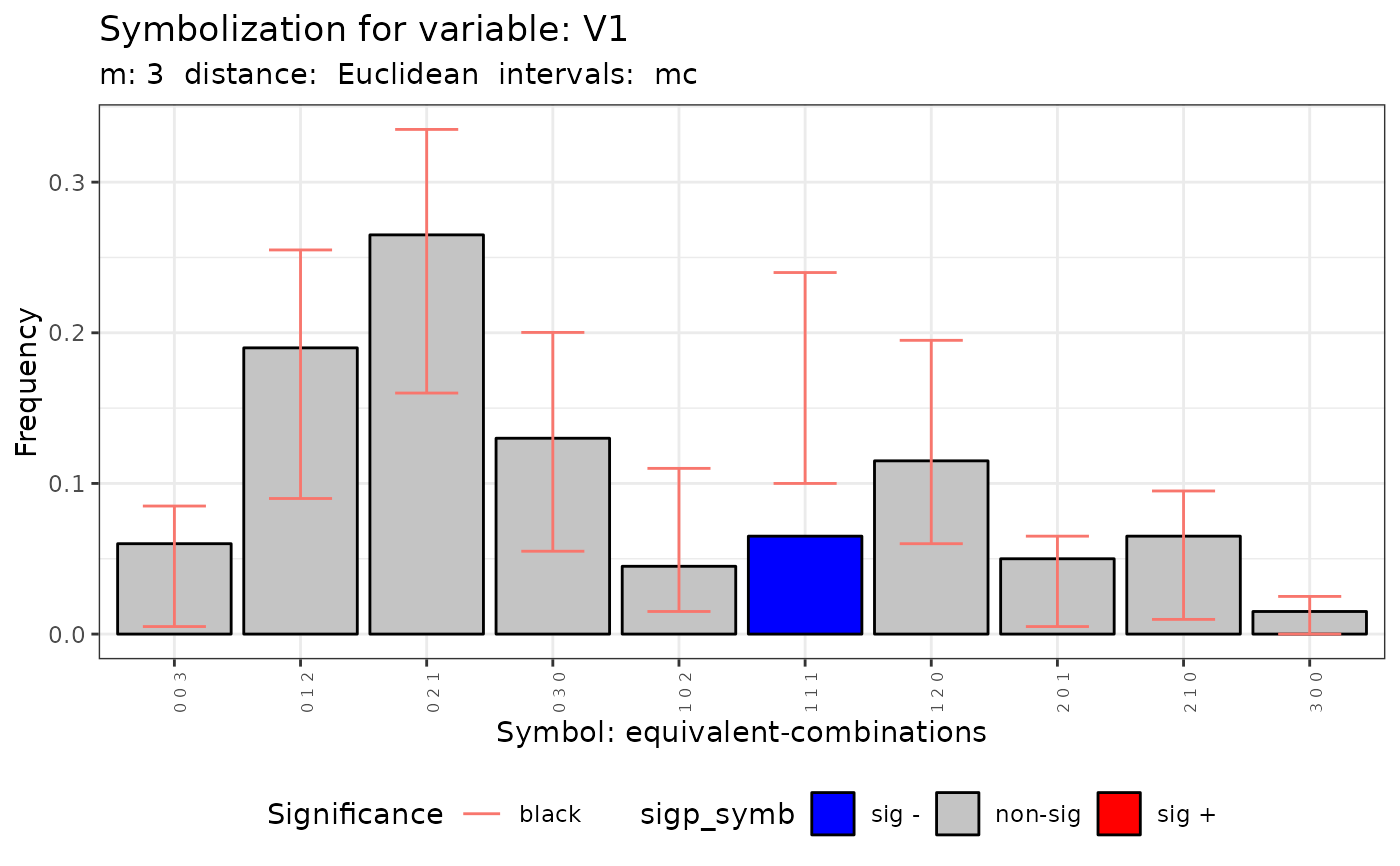 Symbolization for variable: V1
m: 3 distance: Euclidean intervals: mc
Frequency
0.3
0.2
0.1
0.0
0 0 3
0 1 2
0 2 1
0 3 0
1 0 2
1 1 1
1 2 0
2 0 1
2 1 0
3 0 0
Symbol: equivalent-combinations
Significance black sigp_symb sig - non-sig sig +